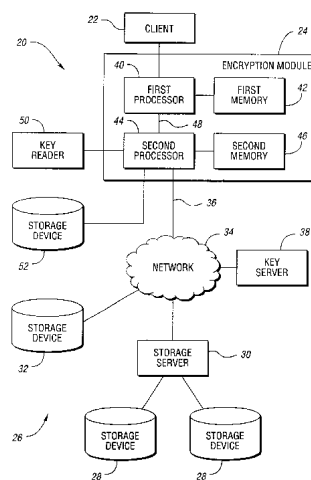 22
CLIENT
24
20
ENCRYPTION MODULE
40
FIRST PROCESSOR
FIRST MEMORY
42
50
44
48
46
KEY READER
SECOND PROCESSOR
SECOND MEMORY
36
STORAGE DEVICE
34
38
52
NETWORK
KEY SERVER
STORAGE DEVICE
32
30
STORAGE SERVER
26
STORAGE DEVICE
STORAGE DEVICE
28
28